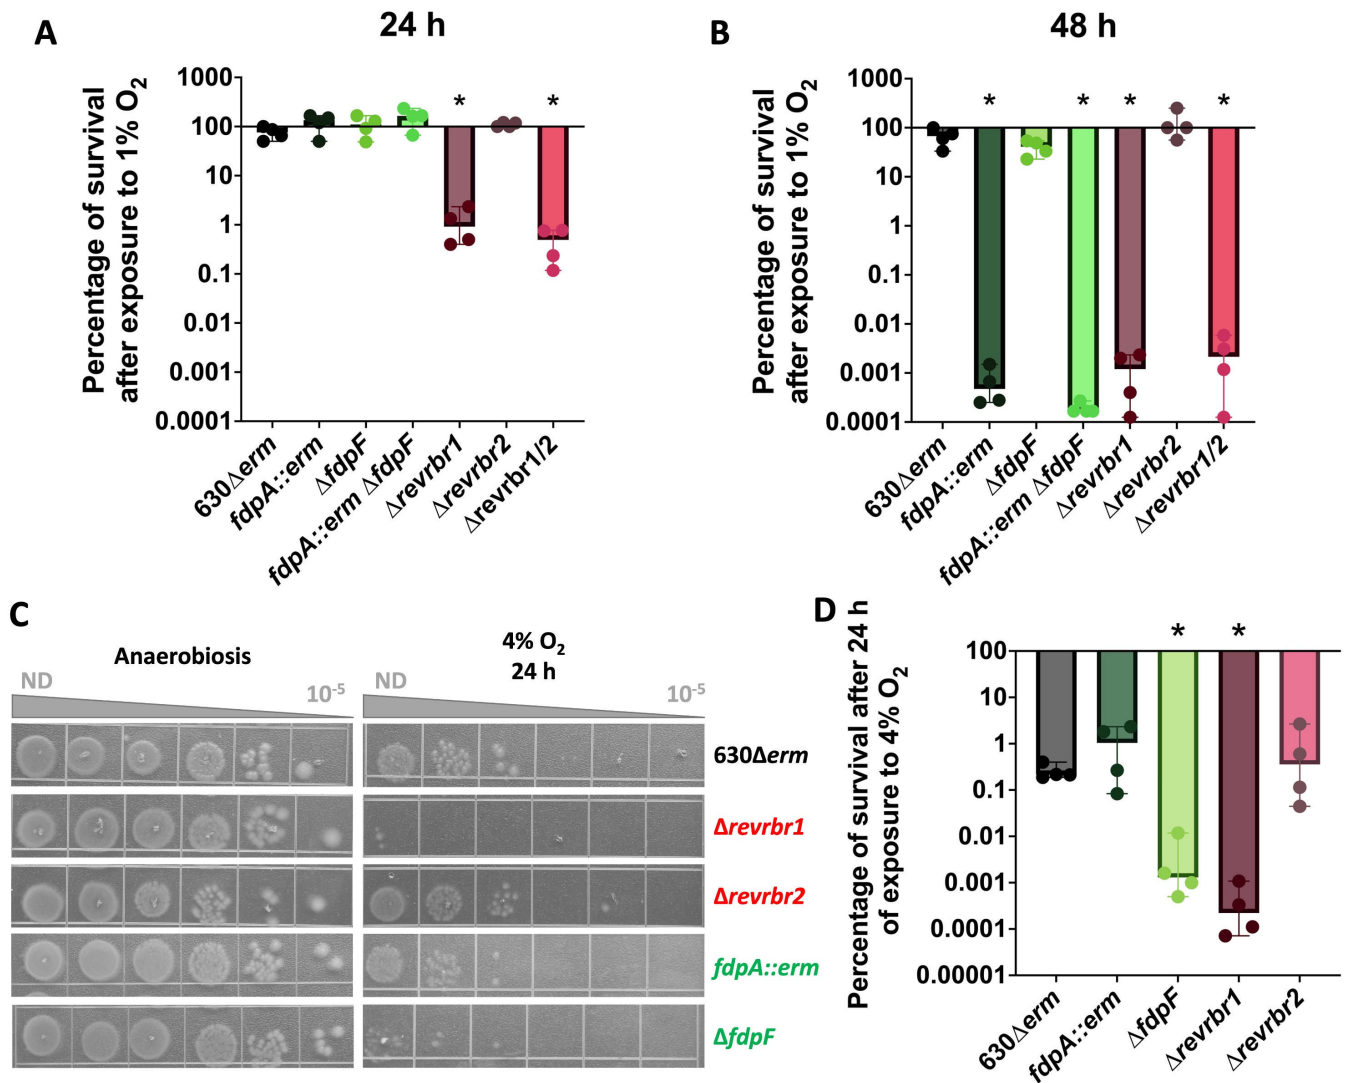 A
24 h
Percentage of survival
after exposure to 1% O2
1000
100
10
1
0.1
0.01
0.001
0.0001
630Δerm
fdpA::erm
ΔfdpF
fdpA::erm ΔfdpF
Δrevrbr1
Δrevrbr2
Δrevrbr1/2
*
*
B
48 h
Percentage of survival
after exposure to 1% O2
1000
100
10
1
0.1
0.01
0.001
0.0001
630Δerm
fdpA::erm
ΔfdpF
fdpA::erm ΔfdpF
Δrevrbr1
Δrevrbr2
Δrevrbr1/2
*
*
*
*
C
Anaerobiosis
ND
10-5
4% O2
24 h
ND
10-5
630Δerm
Δrevrbr1
Δrevrbr2
fdpA::erm
ΔfdpF
D
Percentage of survival after 24 h
of exposure to 4% O2
100
10
1
0.1
0.01
0.001
0.0001
0.00001
630Δerm
fdpA::erm
ΔfdpF
Δrevrbr1
Δrevrbr2
*
*